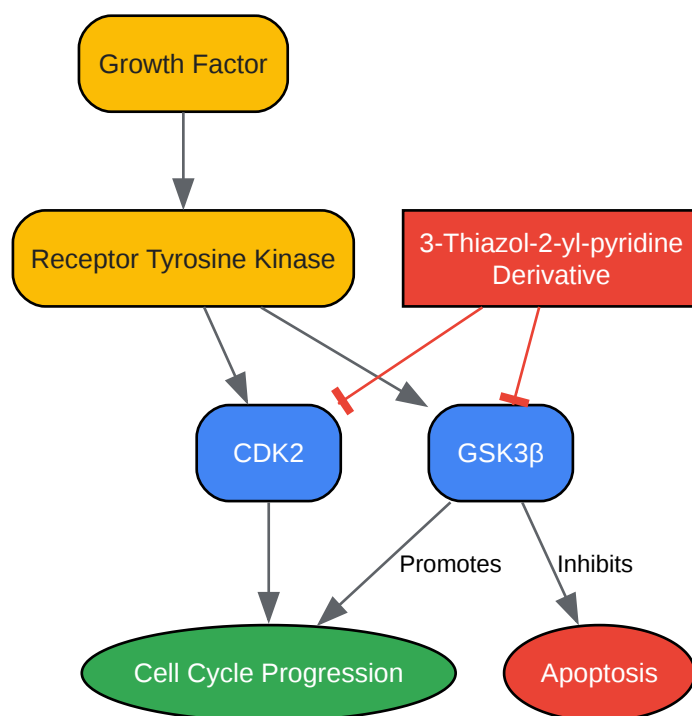 Growth Factor
Receptor Tyrosine Kinase
3-Thiazol-2-yl-pyridine
Derivative
CDK2
GSK3β
Promotes
Inhibits
Cell Cycle Progression
Apoptosis